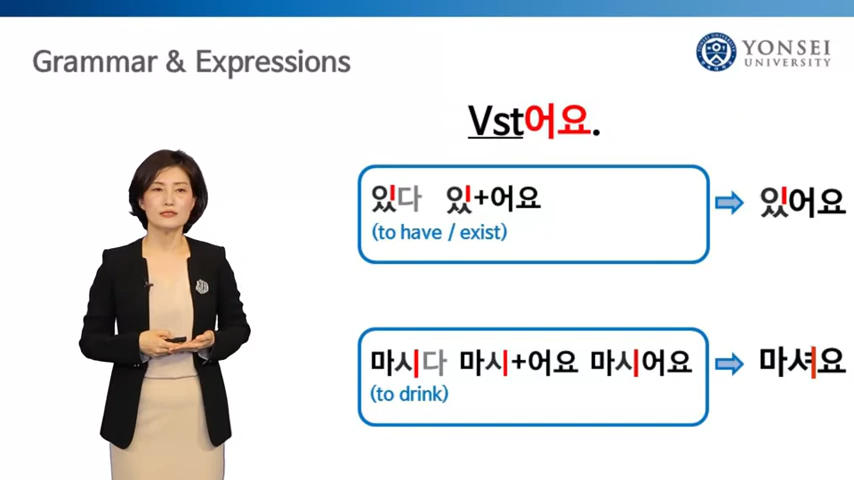 Grammar & Expressions
YONSEI
UNIVERSITY
Vst어요.
있다 있+어요
(to have / exist)
있어요
마시다 마시+어요 마시어요
(to drink)
마셔요